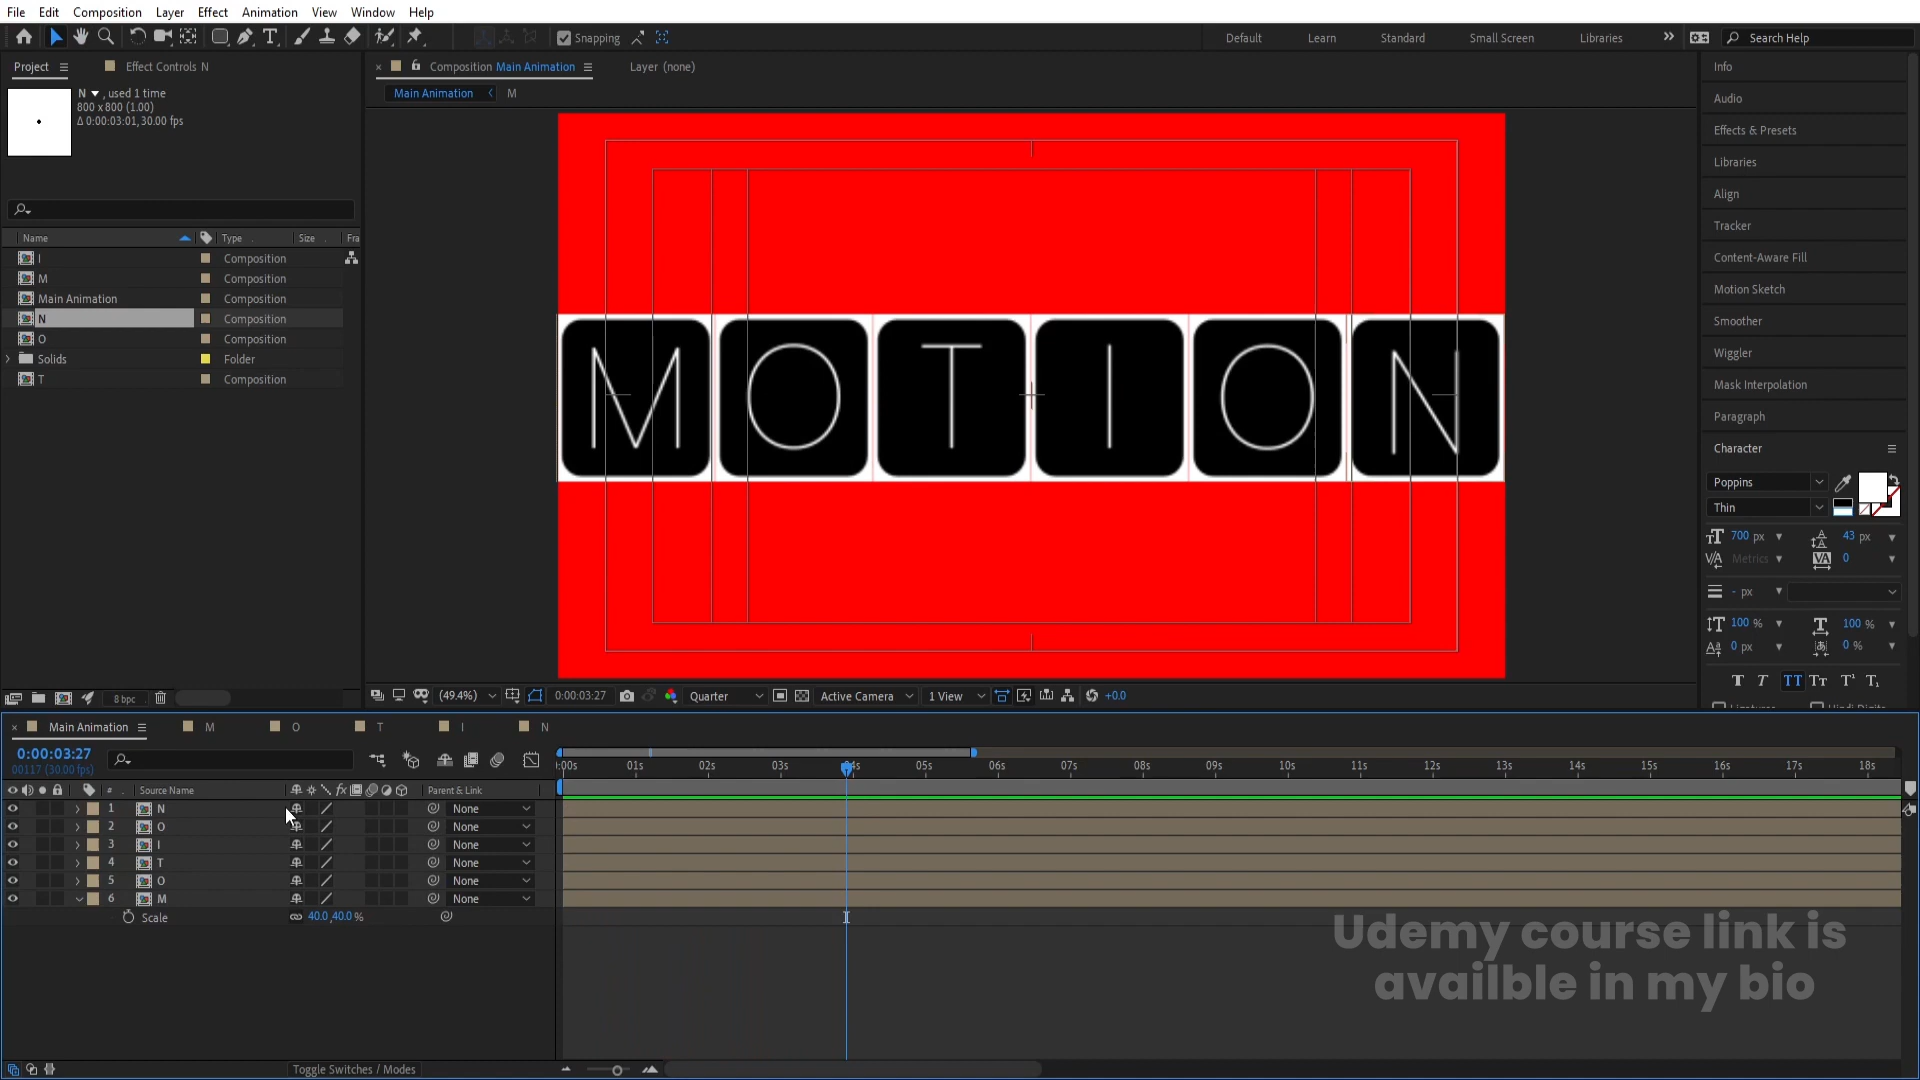 File Edit Composition Layer Effect Animation View Window Help
Snapping
Default Learn Standard Small Screen Libraries
Search Help
Project Effect Controls N
N , used 1 time
800 x 800 (1.00)
Δ 0:00:03:01, 30.00 fps
Name Type Size Fra
I Composition
M Composition
Main Animation Composition
N Composition
O Composition
Solids Folder
T Composition
8 bpc
Composition Main Animation Layer (none)
Main Animation M
MOTION
(49.4%) 0:00:03:27 Quarter Active Camera 1 View +0.0
Info
Audio
Effects & Presets
Libraries
Align
Tracker
Content-Aware Fill
Motion Sketch
Smoother
Wiggler
Mask Interpolation
Paragraph
Character
Poppins
Thin
700 px 43 px
Metrics 0
- px
100 % 100 %
0 px 0 %
Main Animation M O T I N
0:00:03:27
00117 (30.00 fps)
# Source Name Parent & Link
:00s 01s 02s 03s 04s 05s 06s 07s 08s 09s 10s 11s 12s 13s 14s 15s 16s 17s 18s
1 N None
2 O None
3 I None
4 T None
5 O None
6 M None
Scale 40.0, 40.0 %
Udemy course link is
availble in my bio
Toggle Switches / Modes